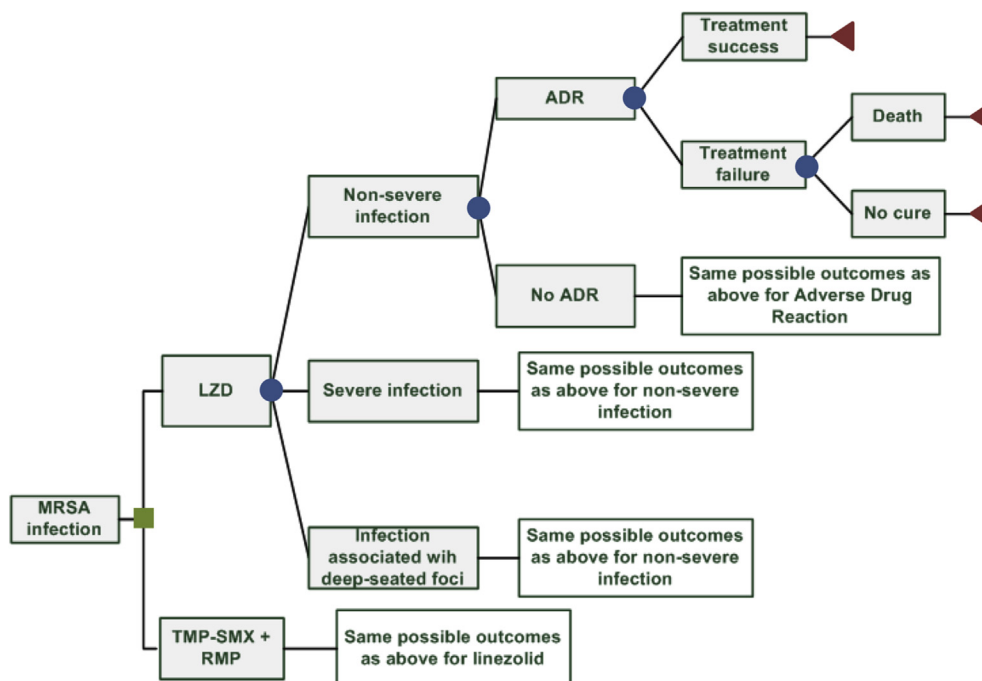 Treatment
success
ADR
Death
Treatment
failure
Non-severe
infection
No cure
No ADR
Same possible outcomes as
above for Adverse Drug
Reaction
LZD
Severe infection
Same possible outcomes
as above for non-severe
infection
MRSA
infection
Infection
associated wih
deep-seated foci
Same possible outcomes
as above for non-severe
infection
TMP-SMX +
RMP
Same possible outcomes
as above for linezolid